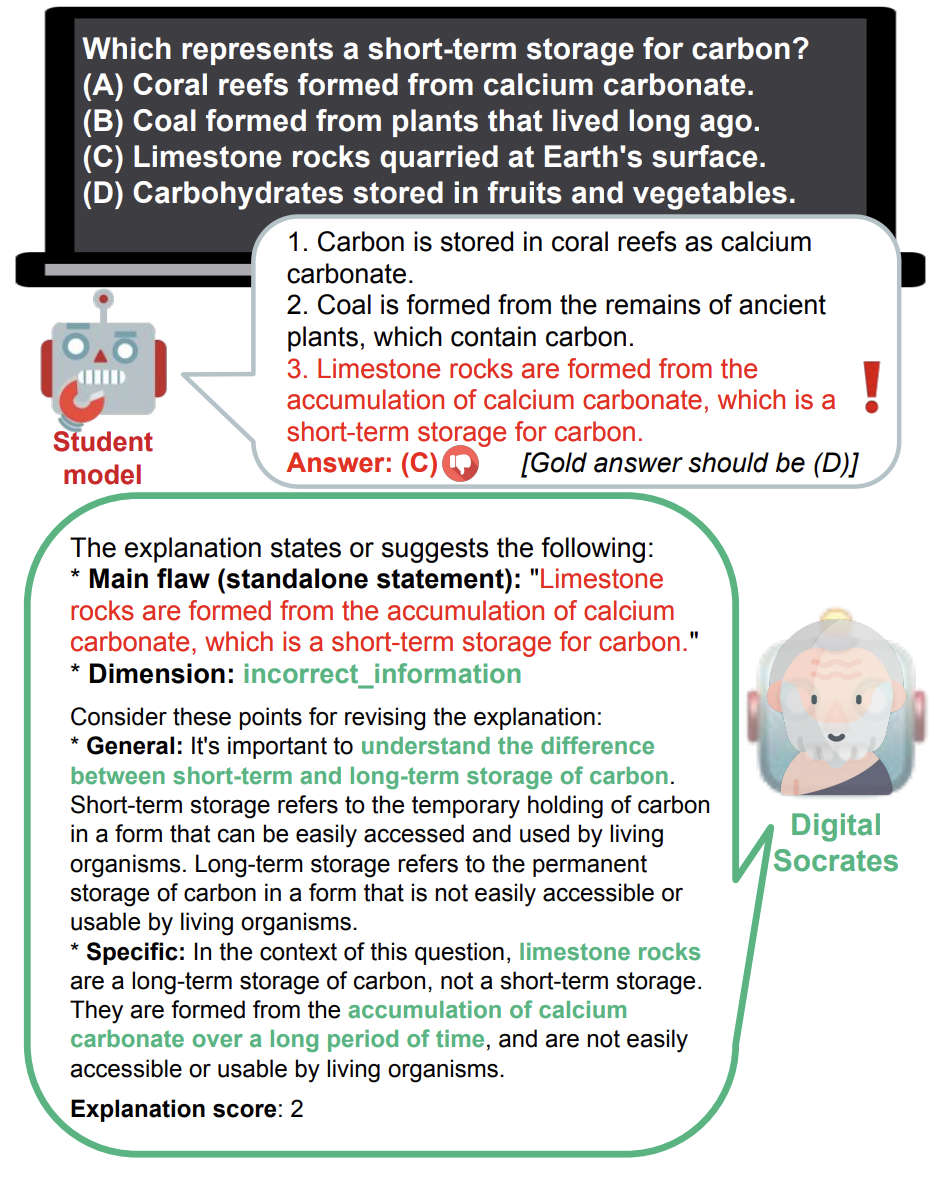 Which represents a short-term storage for carbon?
(A) Coral reefs formed from calcium carbonate.
(B) Coal formed from plants that lived long ago.
(C) Limestone rocks quarried at Earth's surface.
(D) Carbohydrates stored in fruits and vegetables.
1. Carbon is stored in coral reefs as calcium
carbonate.
2. Coal is formed from the remains of ancient
plants, which contain carbon.
3. Limestone rocks are formed from the
accumulation of calcium carbonate, which is a
short-term storage for carbon.
Answer: (C) [Gold answer should be (D)]
Student
model
The explanation states or suggests the following:
* Main flaw (standalone statement): "Limestone
rocks are formed from the accumulation of calcium
carbonate, which is a short-term storage for carbon."
* Dimension: incorrect_information
Consider these points for revising the explanation:
* General: It's important to understand the difference
between short-term and long-term storage of carbon.
Short-term storage refers to the temporary holding of carbon
in a form that can be easily accessed and used by living
organisms. Long-term storage refers to the permanent
storage of carbon in a form that is not easily accessible or
usable by living organisms.
* Specific: In the context of this question, limestone rocks
are a long-term storage of carbon, not a short-term storage.
They are formed from the accumulation of calcium
carbonate over a long period of time, and are not easily
accessible or usable by living organisms.
Explanation score: 2
Digital
Socrates